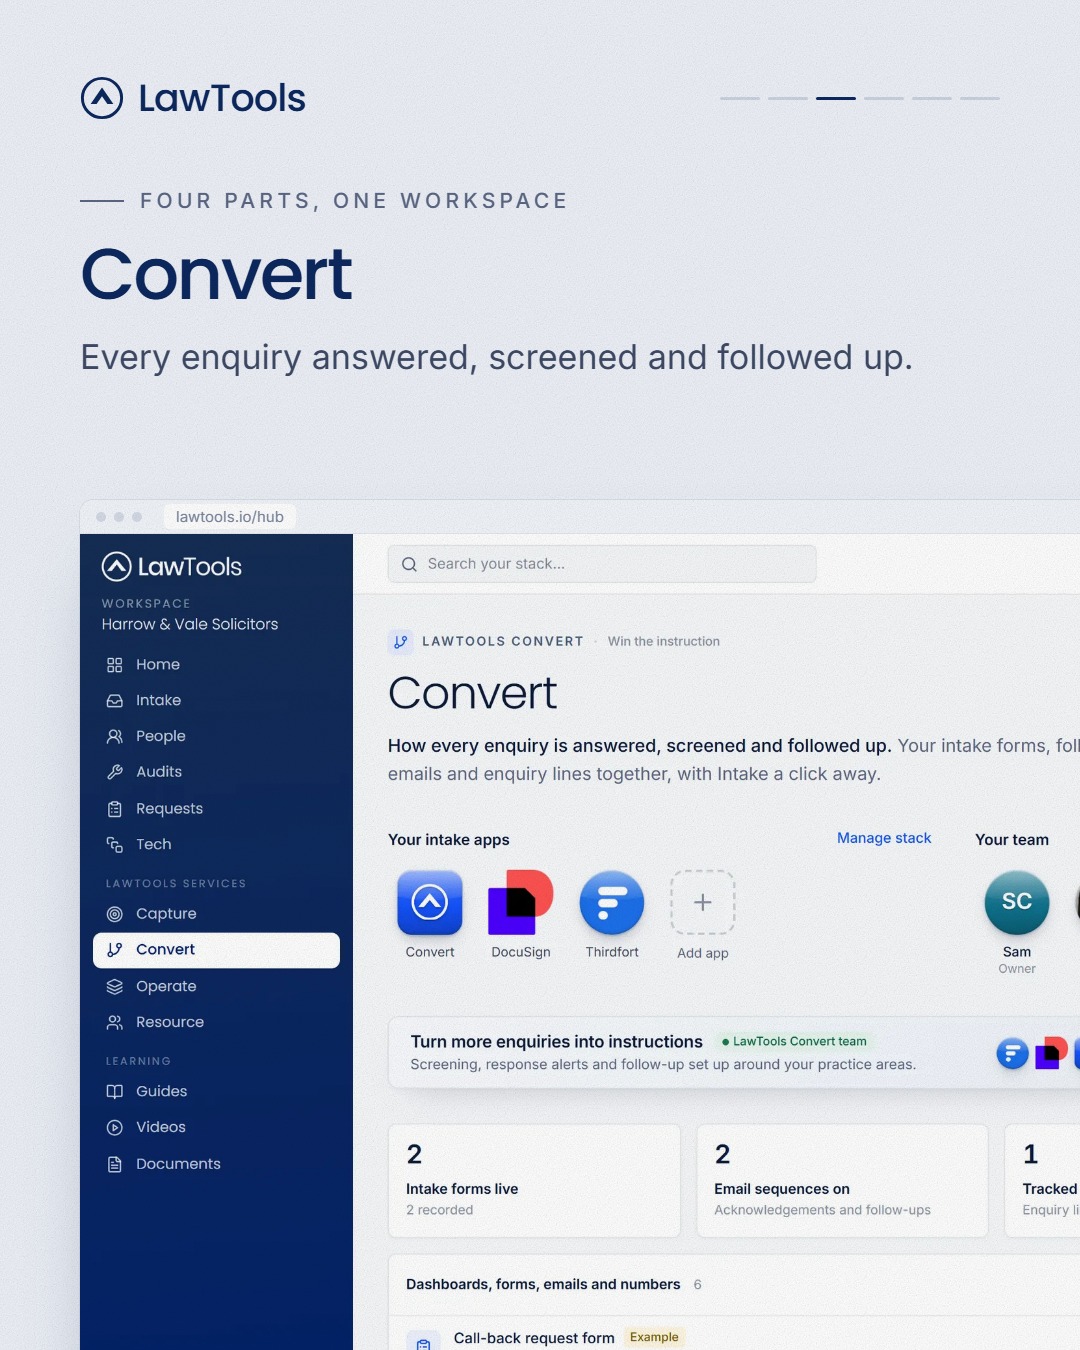 LawTools
FOUR PARTS, ONE WORKSPACE
Convert
Every enquiry answered, screened and followed up.
lawtools.io/hub
LawTools
WORKSPACE
Harrow & Vale Solicitors
Home
Intake
People
Audits
Requests
Tech
LAWTOOLS SERVICES
Capture
Convert
Operate
Resource
LEARNING
Guides
Videos
Documents
Search your stack...
LAWTOOLS CONVERT · Win the instruction
Convert
How every enquiry is answered, screened and followed up. Your intake forms, foll
emails and enquiry lines together, with Intake a click away.
Your intake apps
Manage stack
Convert
DocuSign
Thirdfort
Add app
Your team
SC
Sam
Owner
Turn more enquiries into instructions
LawTools Convert team
Screening, response alerts and follow-up set up around your practice areas.
2
Intake forms live
2 recorded
2
Email sequences on
Acknowledgements and follow-ups
1
Tracked
Enquiry li
Dashboards, forms, emails and numbers 6
Call-back request form Example